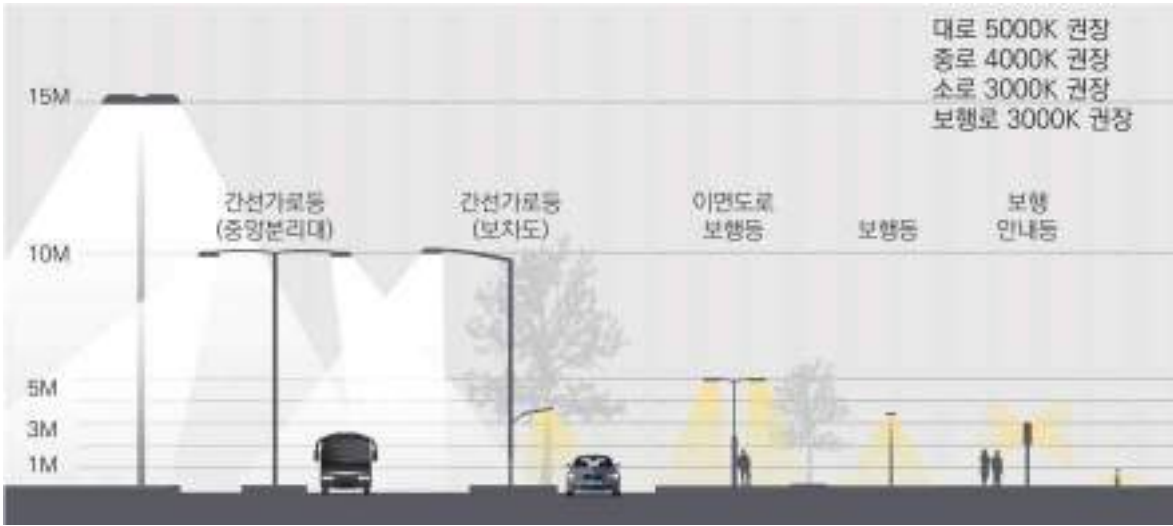 대로 5000K 권장
중로 4000K 권장
소로 3000K 권장
보행로 3000K 권장
15M
간선가로등
(중앙분리대)
간선가로등
(보차도)
이면도로
보행등
보행등
보행
안내등
10M
5M
3M
1M